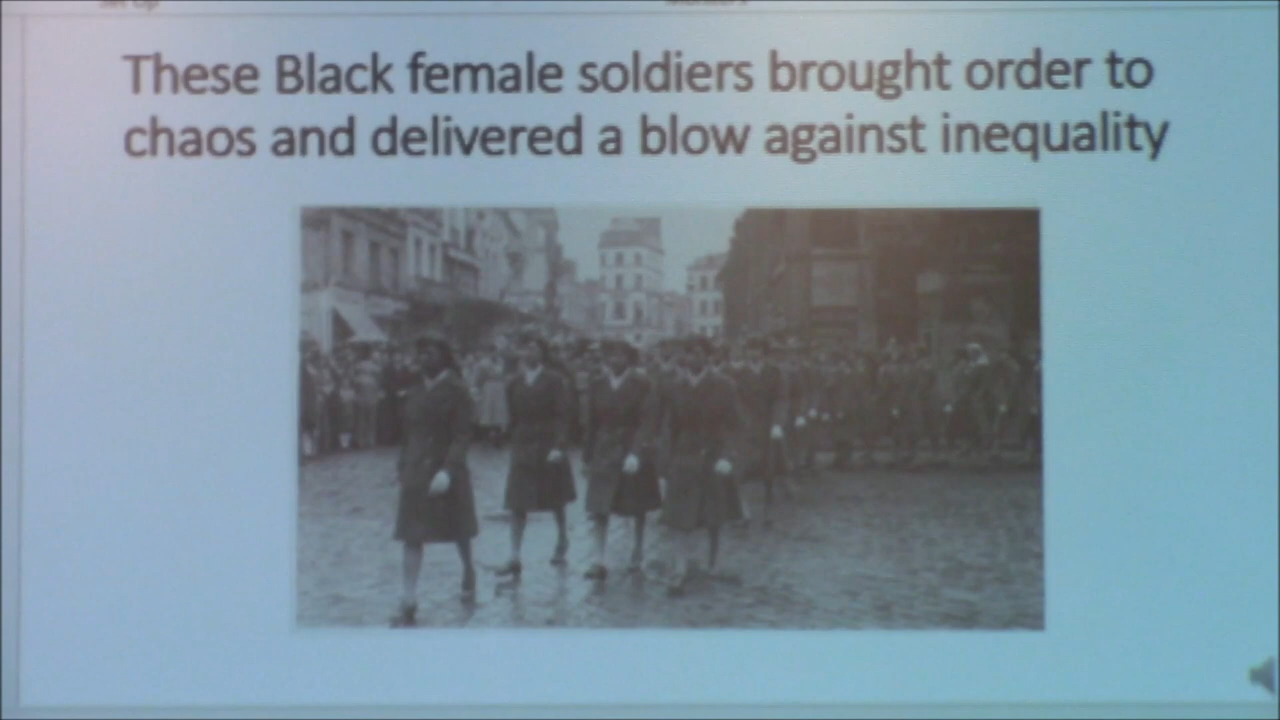 These Black female soldiers brought order to
chaos and delivered a blow against inequality